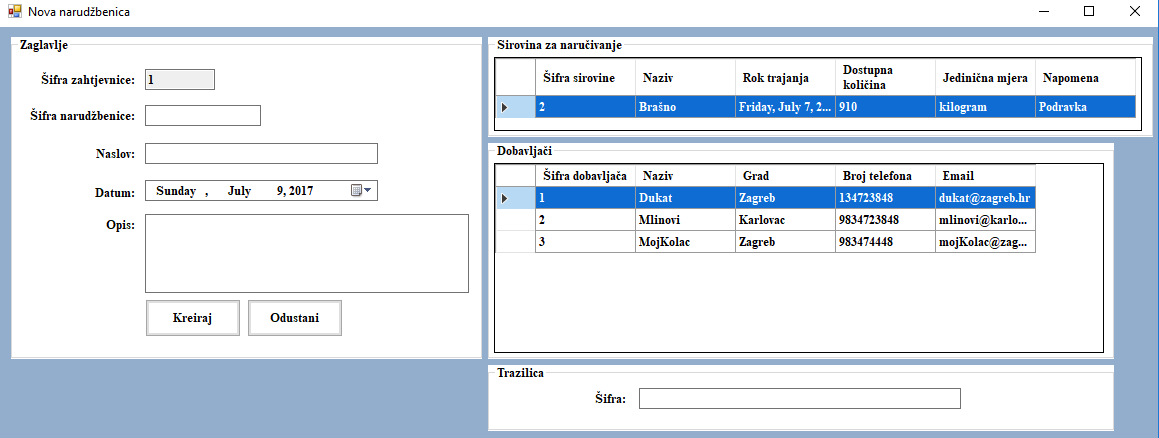 Nova narudžbenica
Zaglavlje
Šifra zahtjevnice: 1
Šifra narudžbenice:
Naslov:
Datum: Sunday , July 9, 2017
Opis:
Kreiraj Odustani
Sirovina za naručivanje
Šifra sirovine Naziv Rok trajanja Dostupna količina Jedinična mjera Napomena
2 Brašno Friday, July 7, 2... 910 kilogram Podravka
Dobavljači
Šifra dobavljača Naziv Grad Broj telefona Email
1 Dukat Zagreb 134723848 dukat@zagreb.hr
2 Mlinovi Karlovac 9834723848 mlinovi@karlo...
3 MojKolac Zagreb 983474448 mojKolac@zag...
Trazilica
Šifra: